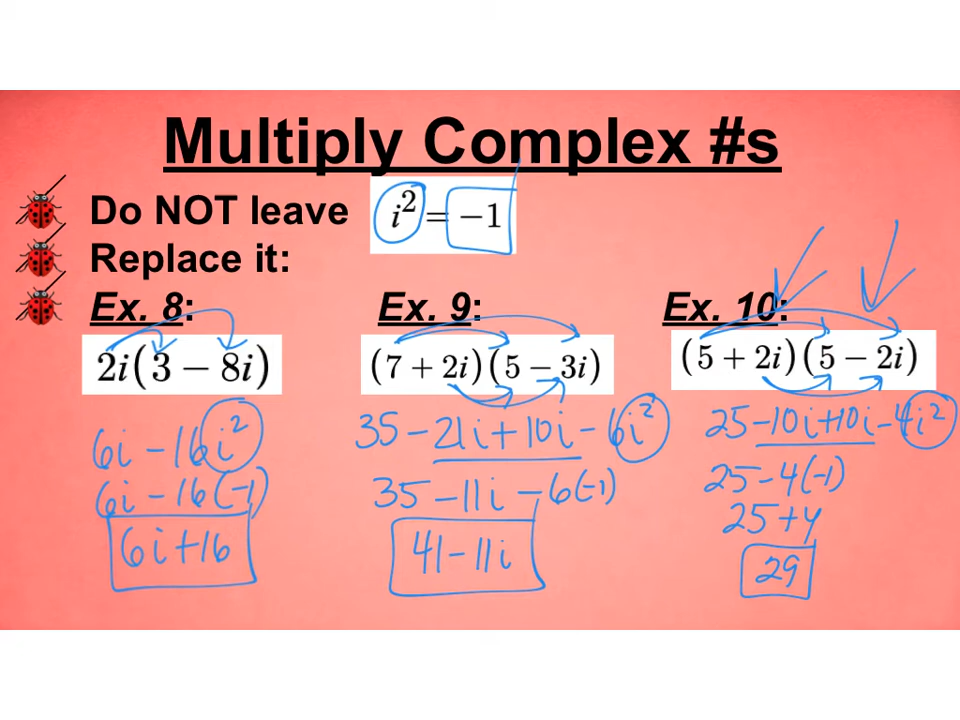 Multiply Complex #s
Do NOT leave i² = −1
Replace it:
Ex. 8:
2i(3 − 8i)
6i − 16i²
6i − 16(−1)
6i + 16
Ex. 9:
(7 + 2i)(5 − 3i)
35 − 21i + 10i − 6i²
35 − 11i − 6(−1)
41 − 11i
Ex. 10:
(5 + 2i)(5 − 2i)
25 − 10i + 10i − 4i²
25 − 4(−1)
25 + 4
29